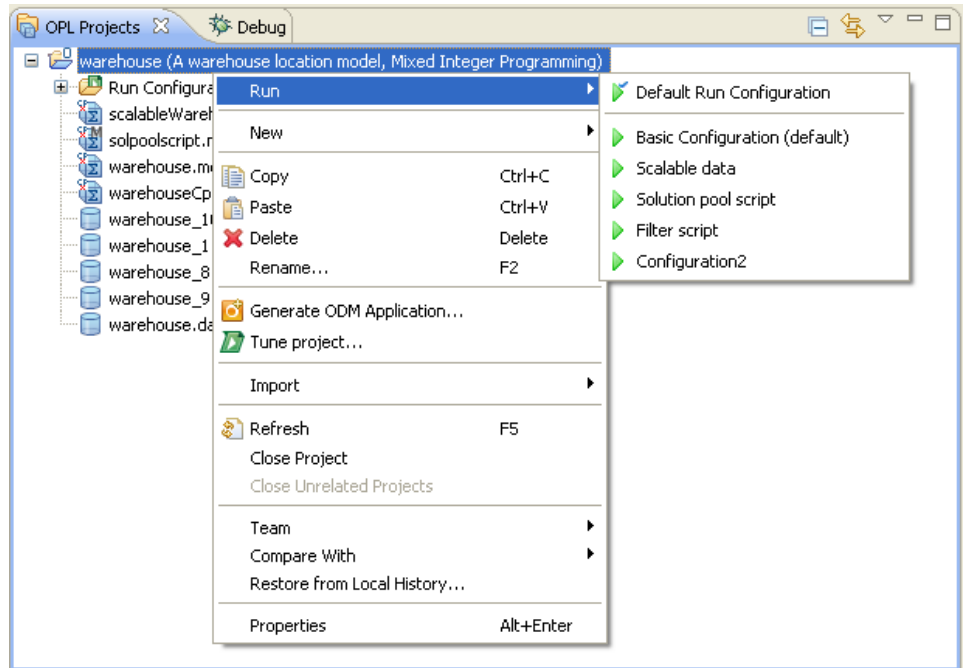 OPL Projects Debug
warehouse (A warehouse location model, Mixed Integer Programming)
Run Configura
scalableWareh
solpoolscript.r
warehouse.m
warehouseCp
warehouse_1
warehouse_1
warehouse_8
warehouse_9
warehouse.da
Run
New
Copy Ctrl+C
Paste Ctrl+V
Delete Delete
Rename... F2
Generate ODM Application...
Tune project...
Import
Refresh F5
Close Project
Close Unrelated Projects
Team
Compare With
Restore from Local History...
Properties Alt+Enter
Default Run Configuration
Basic Configuration (default)
Scalable data
Solution pool script
Filter script
Configuration2